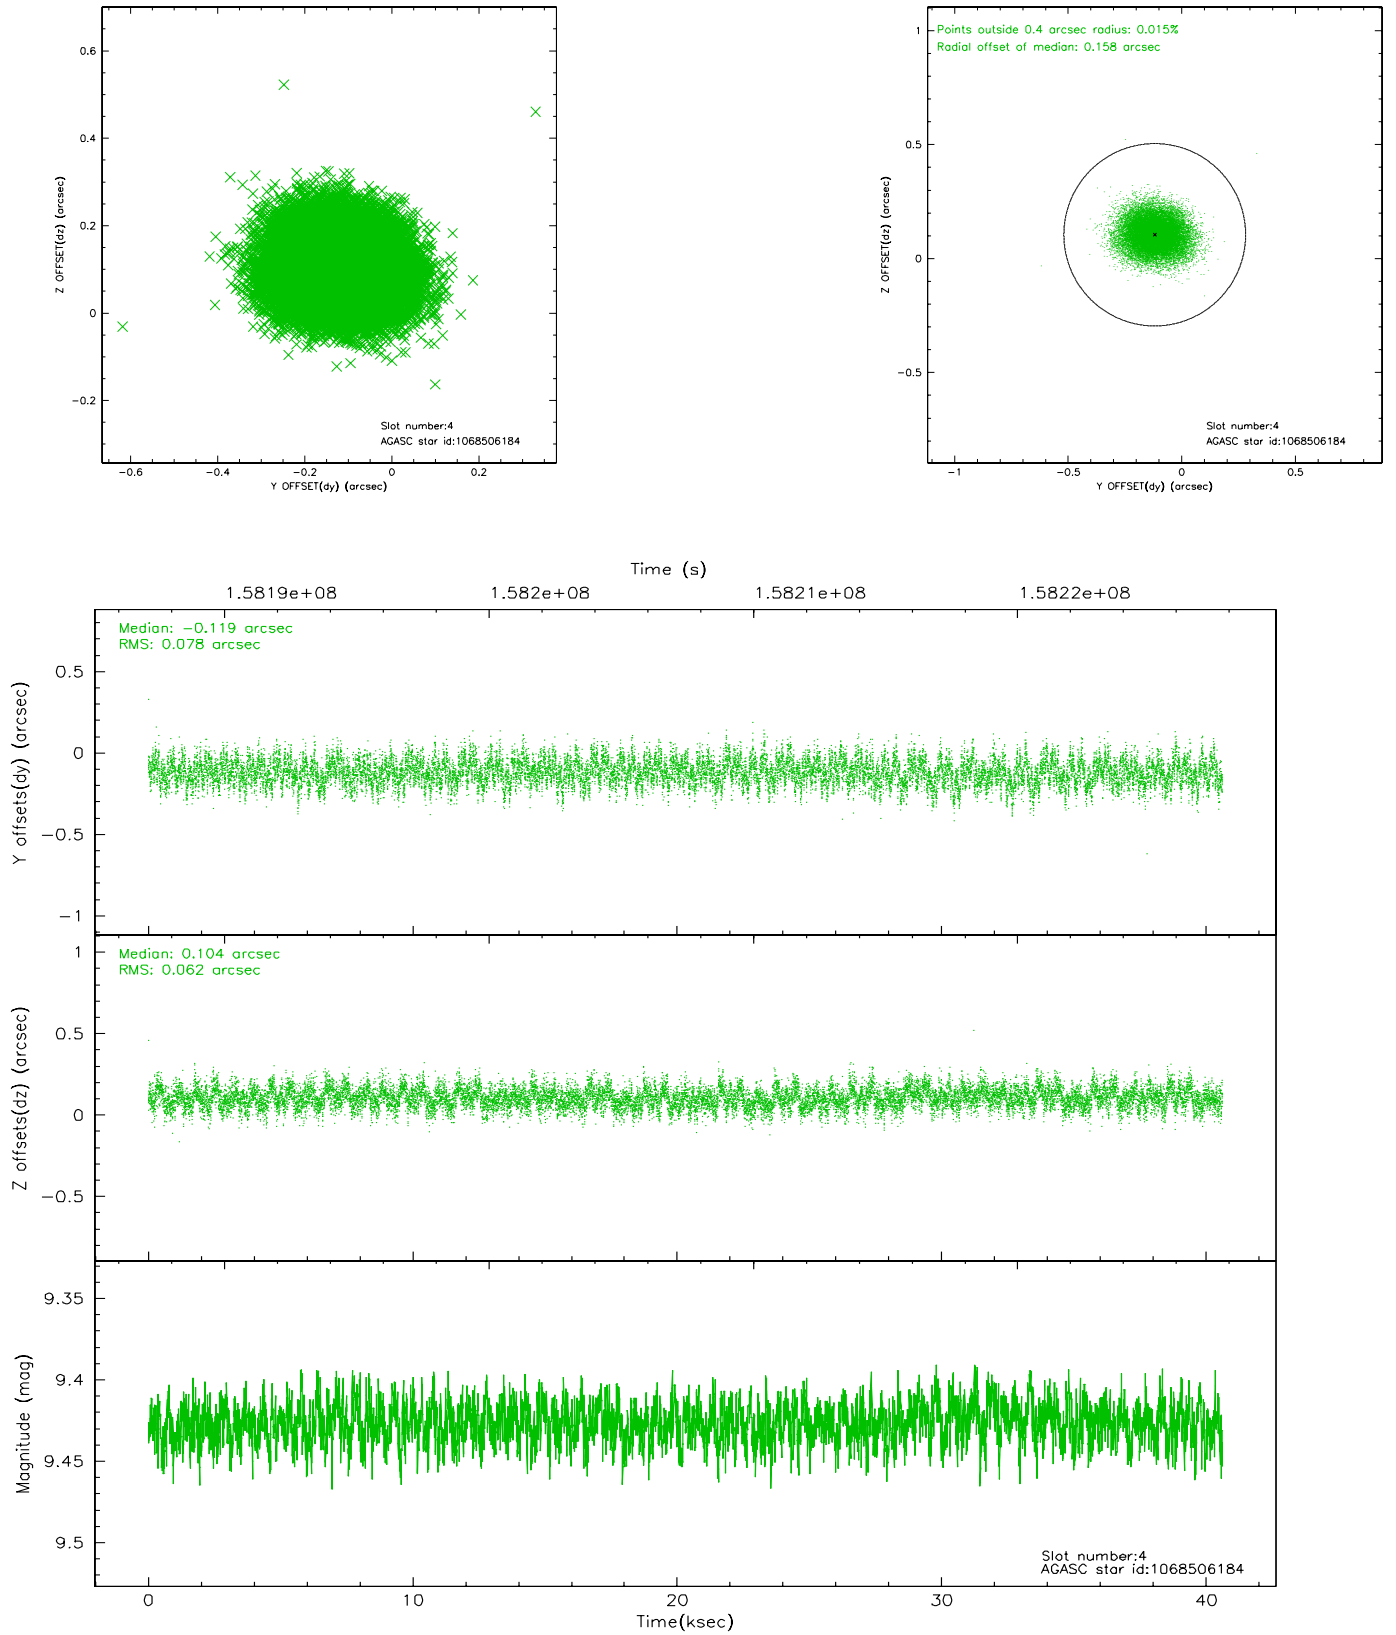 0.6
0.4
0.2
0
−0.2
Z OFFSET(dz) (arcsec)
Slot number:4
AGASC star id:1068506184
−0.6
−0.4
−0.2
0
0.2
Y OFFSET(dy) (arcsec)
Points outside 0.4 arcsec radius: 0.015%
Radial offset of median: 0.158 arcsec
1
0.5
0
−0.5
Z OFFSET(dz) (arcsec)
Slot number:4
AGASC star id:1068506184
−1
−0.5
0
0.5
Y OFFSET(dy) (arcsec)
Time (s)
1.5819e+08
1.582e+08
1.5821e+08
1.5822e+08
Median: −0.119 arcsec
RMS: 0.078 arcsec
0.5
0
−0.5
−1
Y offsets(dy) (arcsec)
Median: 0.104 arcsec
RMS: 0.062 arcsec
1
0.5
0
−0.5
Z offsets(dz) (arcsec)
9.35
9.4
9.45
9.5
Magnitude (mag)
Slot number:4
AGASC star id:1068506184
0
10
20
30
40
Time(ksec)